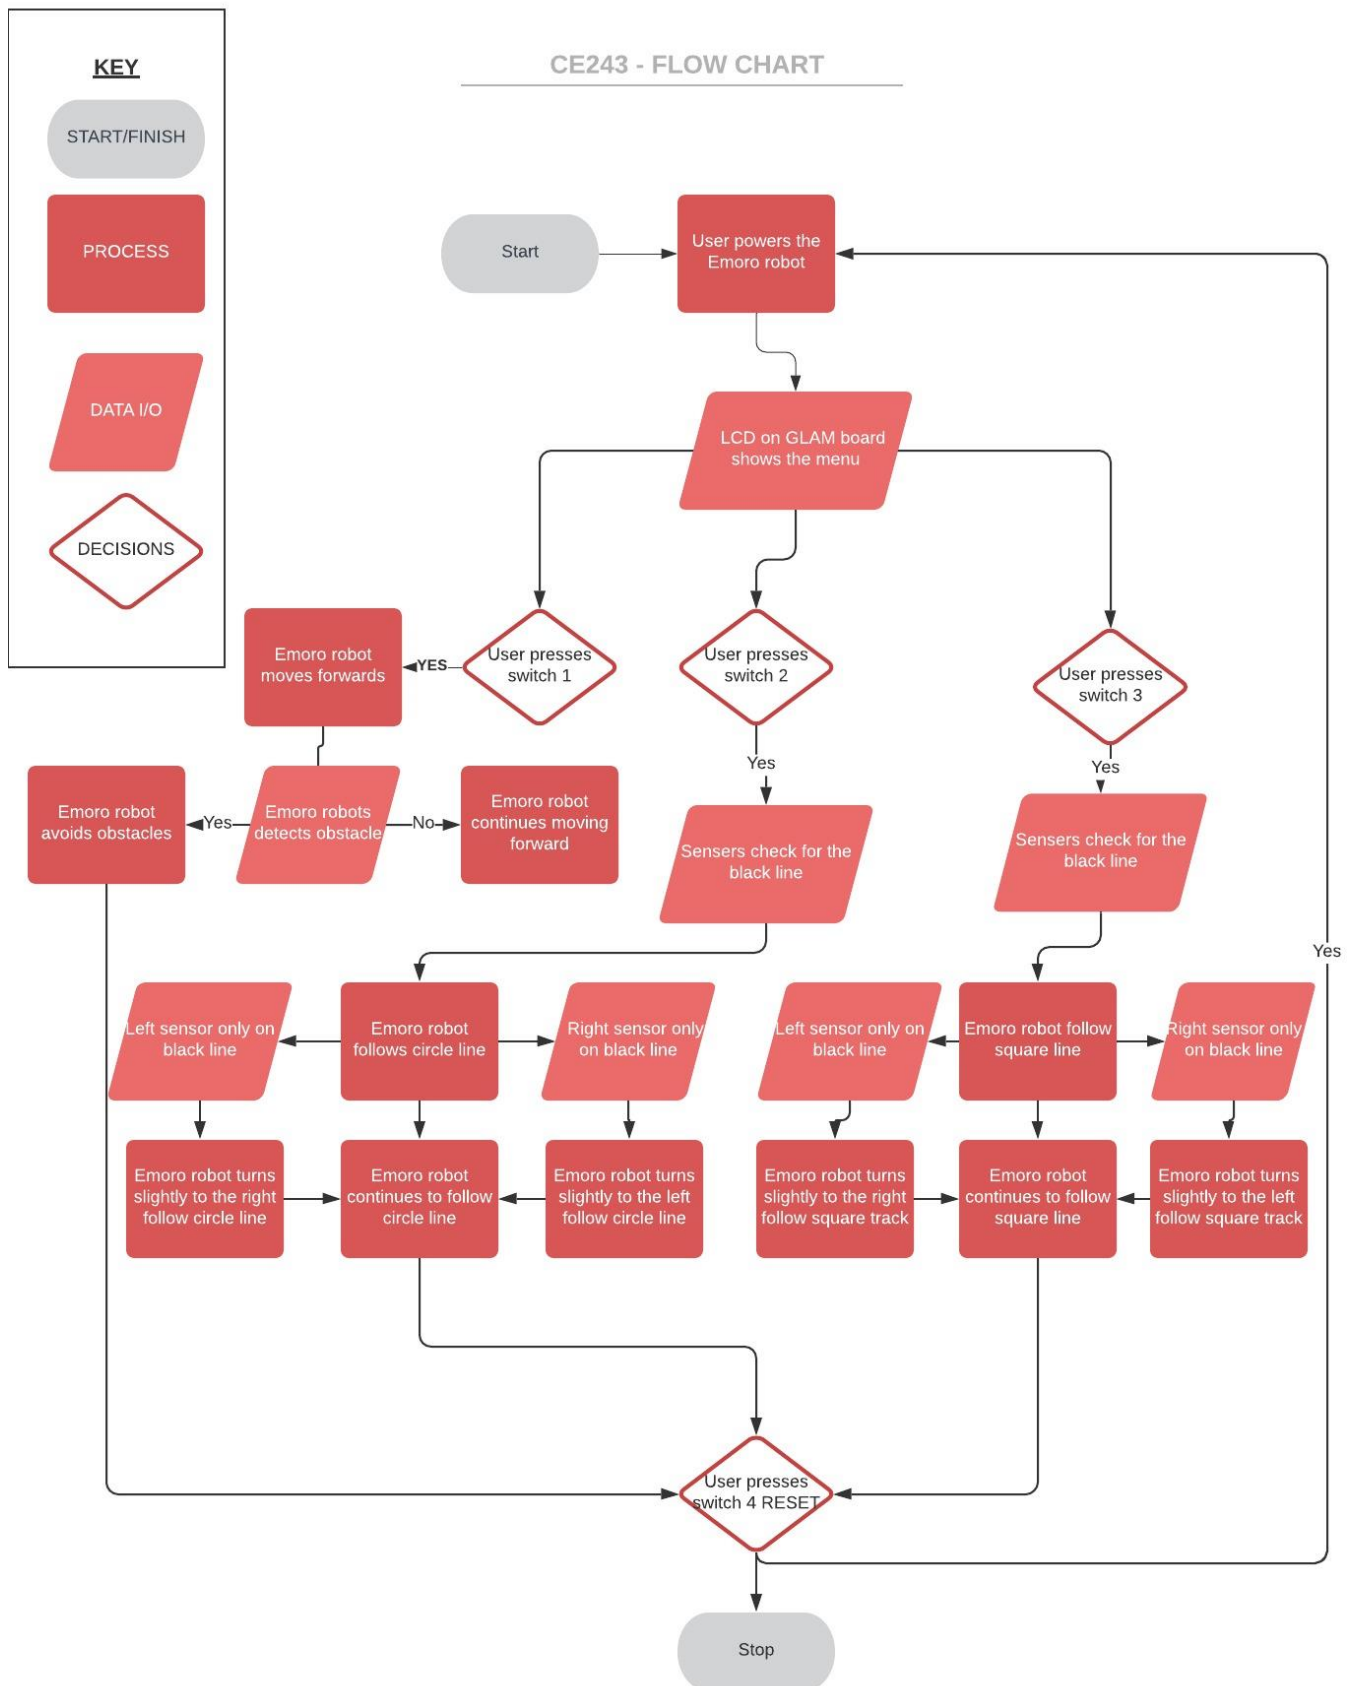 KEY
START/FINISH
PROCESS
DATA I/O
DECISIONS
CE243 - FLOW CHART
Start
User powers the
Emoro robot
LCD on GLAM board
shows the menu
Emoro robot
moves forwards
YES
User presses
switch 1
User presses
switch 2
User presses
switch 3
Yes
Yes
Emoro robot
avoids obstacles
Yes
Emoro robots
detects obstacle
No
Emoro robot
continues moving
forward
Sensers check for the
black line
Sensers check for the
black line
Yes
Left sensor only on
black line
Emoro robot
follows circle line
Right sensor only
on black line
Left sensor only on
black line
Emoro robot follow
square line
Right sensor only
on black line
Emoro robot turns
slightly to the right
follow circle line
Emoro robot
continues to follow
circle line
Emoro robot turns
slightly to the left
follow circle line
Emoro robot turns
slightly to the right
follow square track
Emoro robot
continues to follow
square line
Emoro robot turns
slightly to the left
follow square track
User presses
switch 4 RESET
Stop